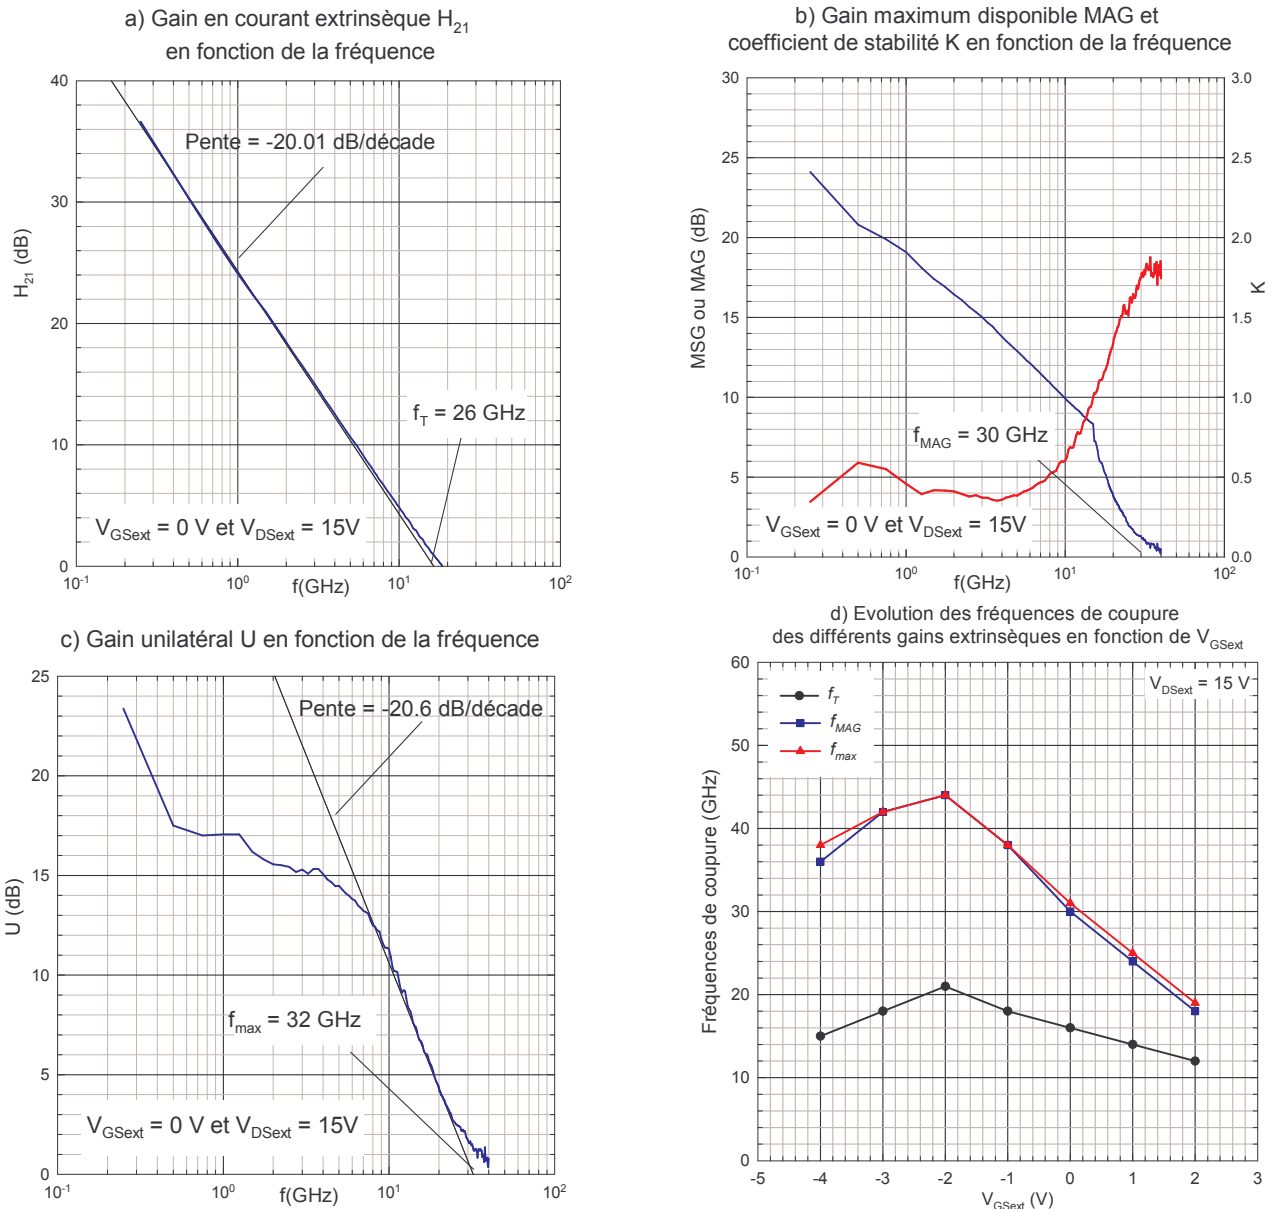 a) Gain en courant extrinsèque H21
en fonction de la fréquence
40
30
20
10
0
H21 (dB)
Pente = -20.01 dB/décade
fT = 26 GHz
VGSext = 0 V et VDSext = 15V
10-1
100
101
102
f(GHz)
b) Gain maximum disponible MAG et
coefficient de stabilité K en fonction de la fréquence
30
25
20
15
10
5
0
MSG ou MAG (dB)
3.0
2.5
2.0
1.5
1.0
0.5
0.0
K
fMAG = 30 GHz
VGSext = 0 V et VDSext = 15V
10-1
100
101
102
f(GHz)
c) Gain unilatéral U en fonction de la fréquence
25
20
15
10
5
0
U (dB)
Pente = -20.6 dB/décade
fmax = 32 GHz
VGSext = 0 V et VDSext = 15V
10-1
100
101
102
f(GHz)
d) Evolution des fréquences de coupure
des différents gains extrinsèques en fonction de VGSext
60
50
40
30
20
10
0
Fréquences de coupure (GHz)
fT
fMAG
fmax
VDSext = 15 V
-5 -4 -3 -2 -1 0 1 2 3
VGSext (V)